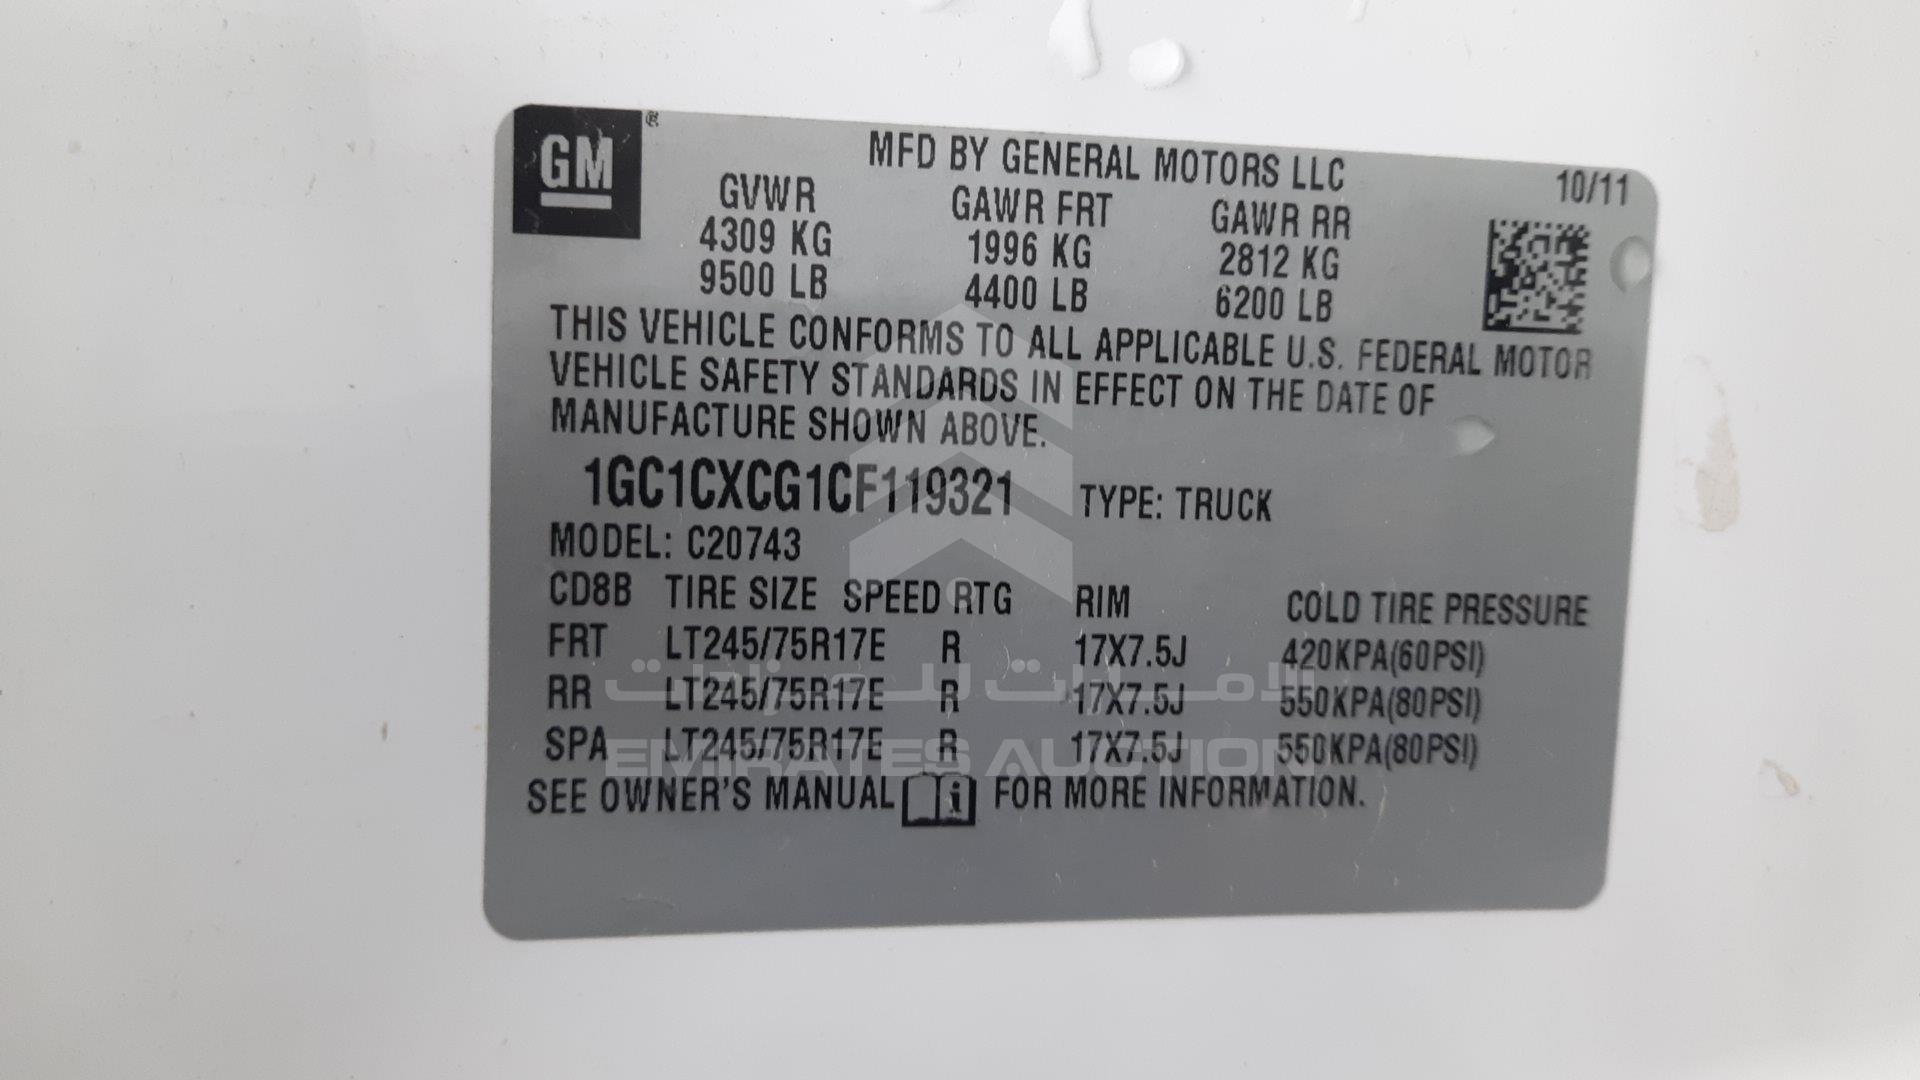 GM ®
MFD BY GENERAL MOTORS LLC 10/11
GVWR GAWR FRT GAWR RR
4309 KG 1996 KG 2812 KG
9500 LB 4400 LB 6200 LB
THIS VEHICLE CONFORMS TO ALL APPLICABLE U.S. FEDERAL MOTOR
VEHICLE SAFETY STANDARDS IN EFFECT ON THE DATE OF
MANUFACTURE SHOWN ABOVE.
1GC1CXCG1CF119321 TYPE: TRUCK
MODEL: C20743
CD8B TIRE SIZE SPEED RTG RIM COLD TIRE PRESSURE
FRT LT245/75R17E R 17X7.5J 420KPA(60PSI)
RR LT245/75R17E R 17X7.5J 550KPA(80PSI)
SPA LT245/75R17E R 17X7.5J 550KPA(80PSI)
SEE OWNER'S MANUAL i FOR MORE INFORMATION.
الامارات للمزادات
EMIRATES AUCTION